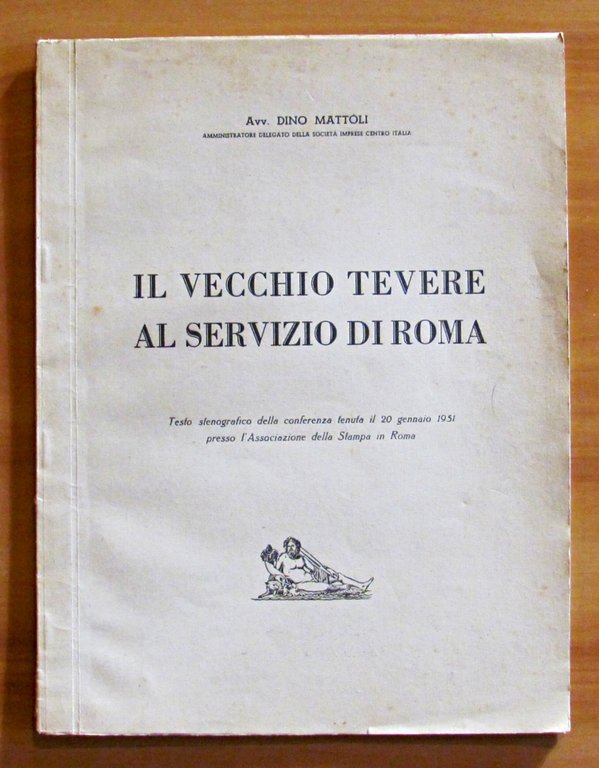 Avv. DINO MATTOLI
AMMINISTRATORE DELEGATO DELLA SOCIETÀ IMPRESE CENTRO ITALIA
IL VECCHIO TEVERE
AL SERVIZIO DI ROMA
Testo stenografico della conferenza tenuta il 20 gennaio 1951
presso l'Associazione della Stampa in Roma